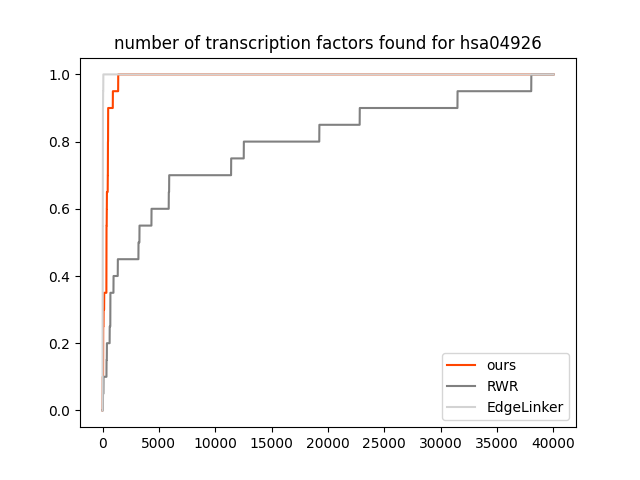 number of transcription factors found for hsa04926
1.0
0.8
0.6
0.4
0.2
0.0
ours
RWR
EdgeLinker
0 5000 10000 15000 20000 25000 30000 35000 40000